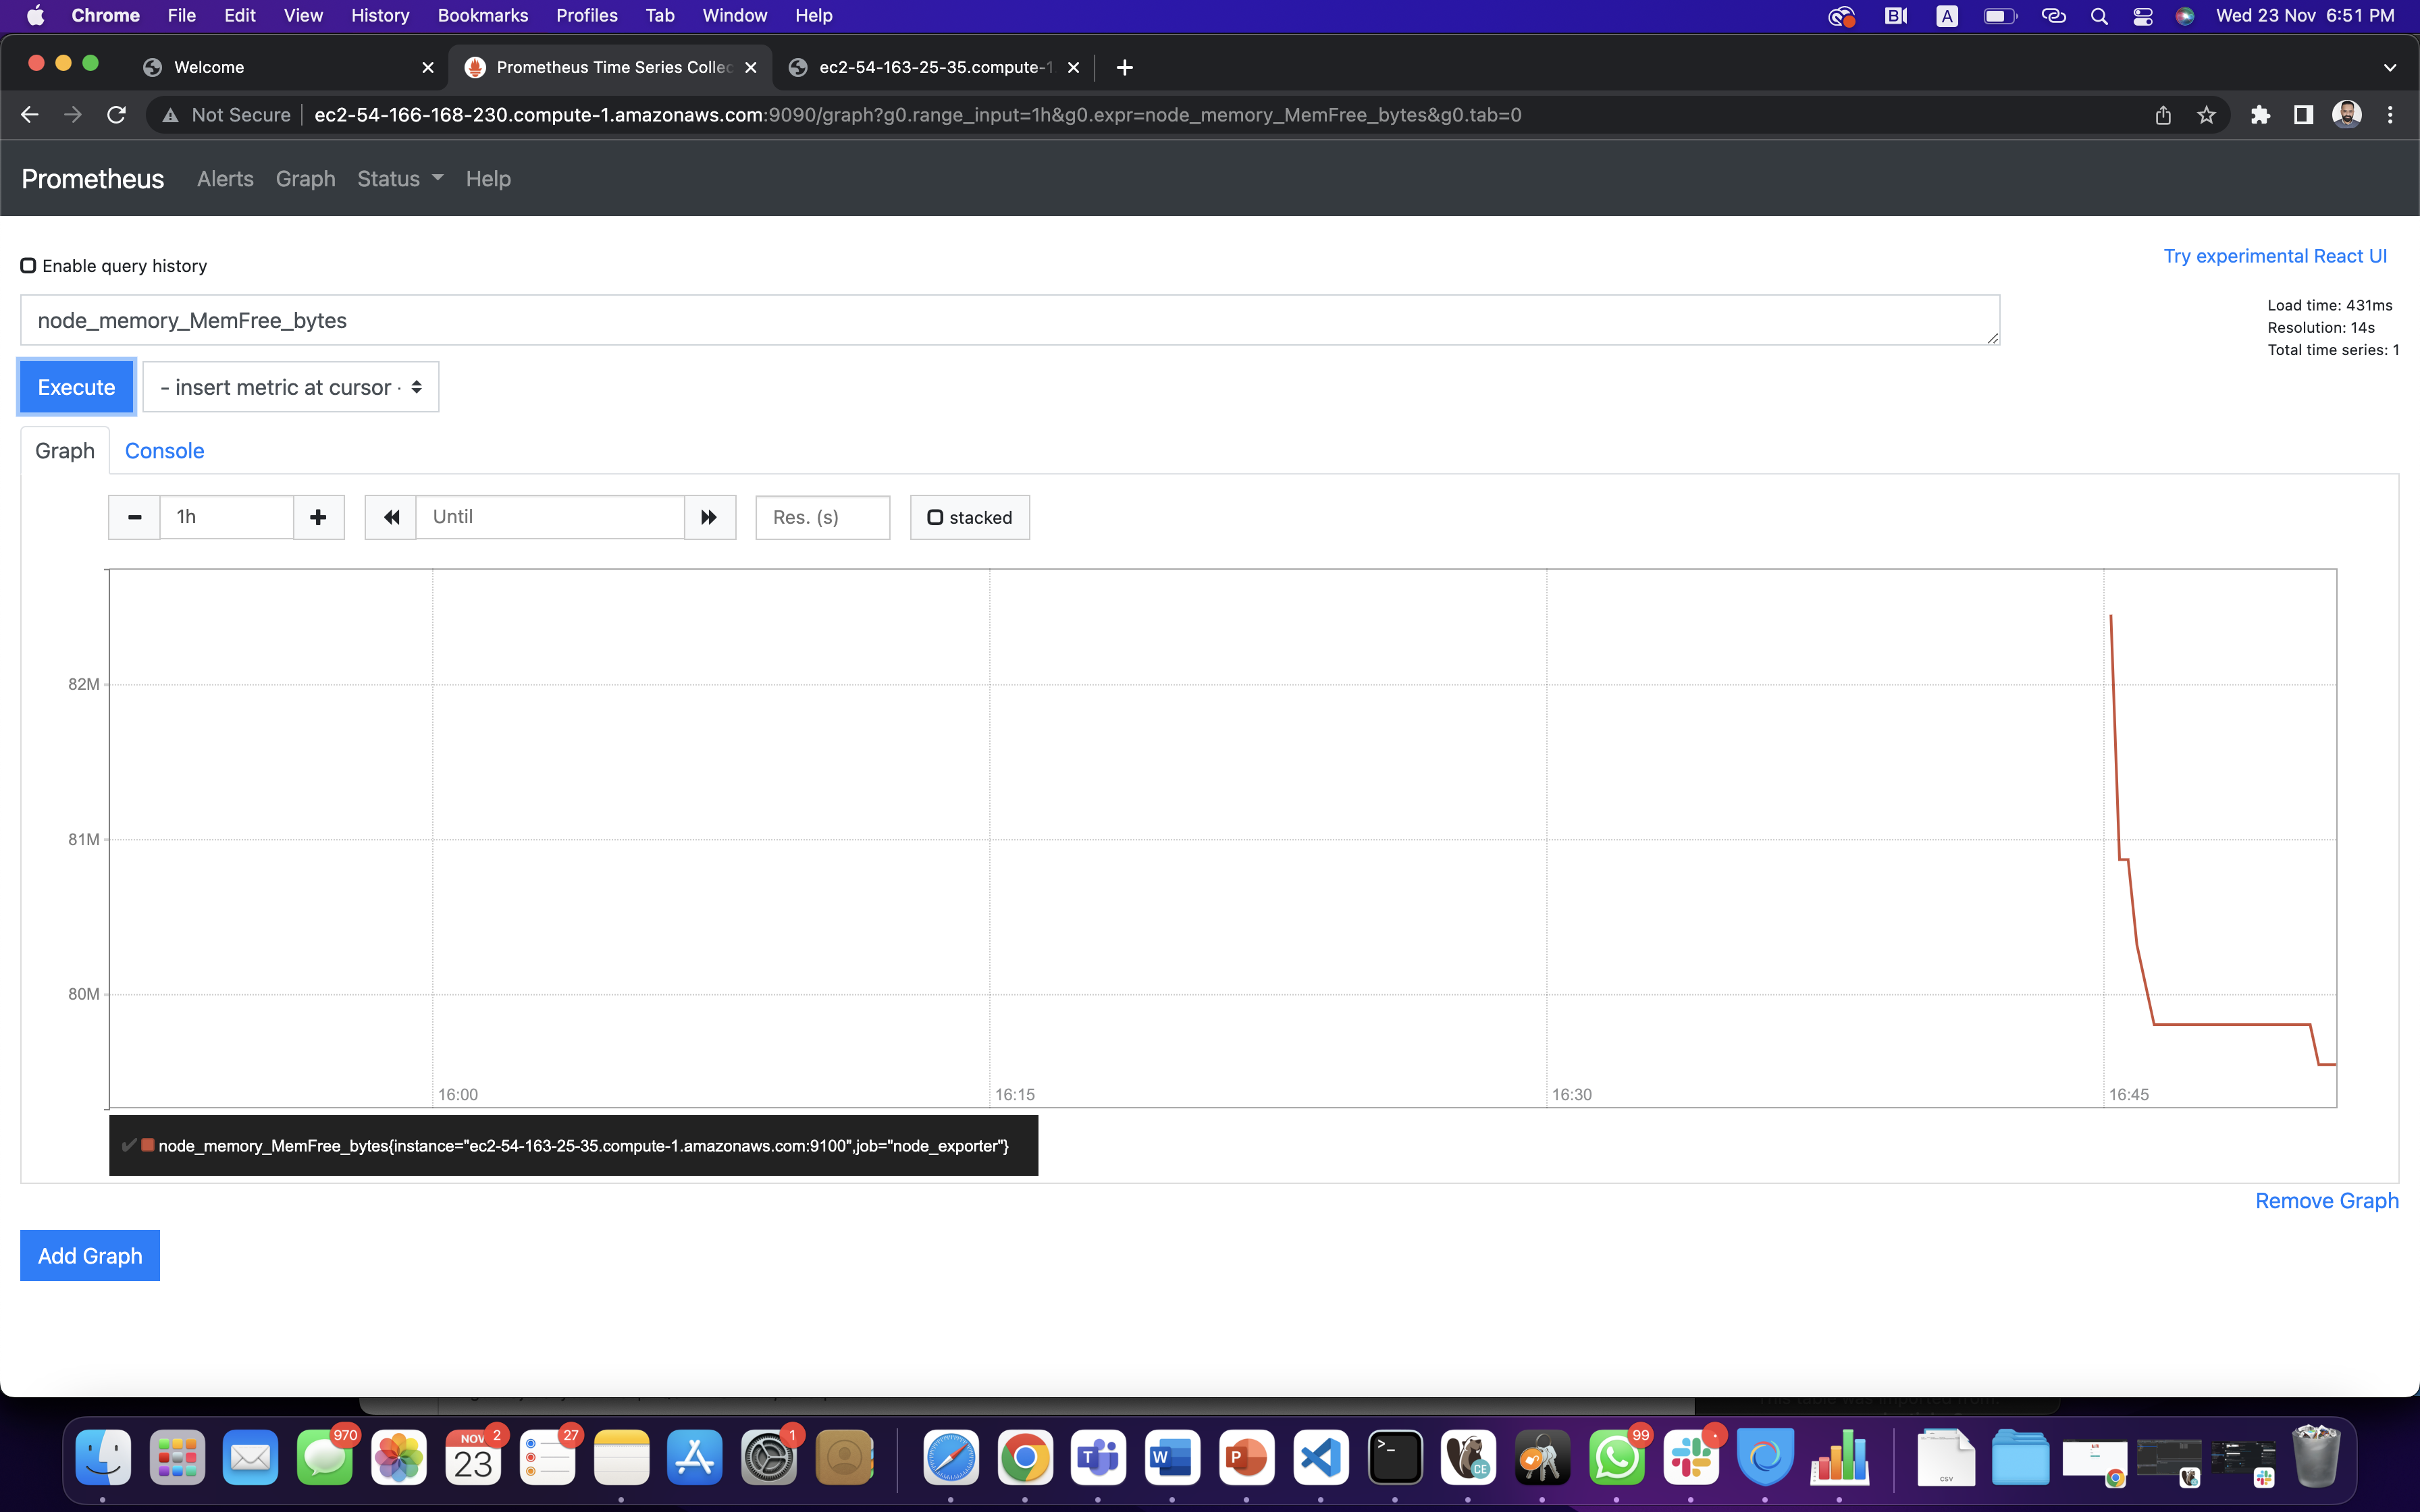 Chrome File Edit View History Bookmarks Profiles Tab Window Help
A Wed 23 Nov 6:51 PM
Welcome Prometheus Time Series Collec ec2-54-163-25-35.compute-1
Not Secure ec2-54-166-168-230.compute-1.amazonaws.com:9090/graph?g0.range_input=1h&g0.expr=node_memory_MemFree_bytes&g0.tab=0
Prometheus Alerts Graph Status Help
Try experimental React UI
Enable query history
node_memory_MemFree_bytes
Load time: 431ms
Resolution: 14s
Total time series: 1
Execute - insert metric at cursor -
Graph Console
1h Until Res. (s) stacked
82M
81M
80M
16:00 16:15 16:30 16:45
node_memory_MemFree_bytes{instance="ec2-54-163-25-35.compute-1.amazonaws.com:9100",job="node_exporter"}
Remove Graph
Add Graph
970 NOV 23 2 27 1 T W P >_ CE 99 CSV